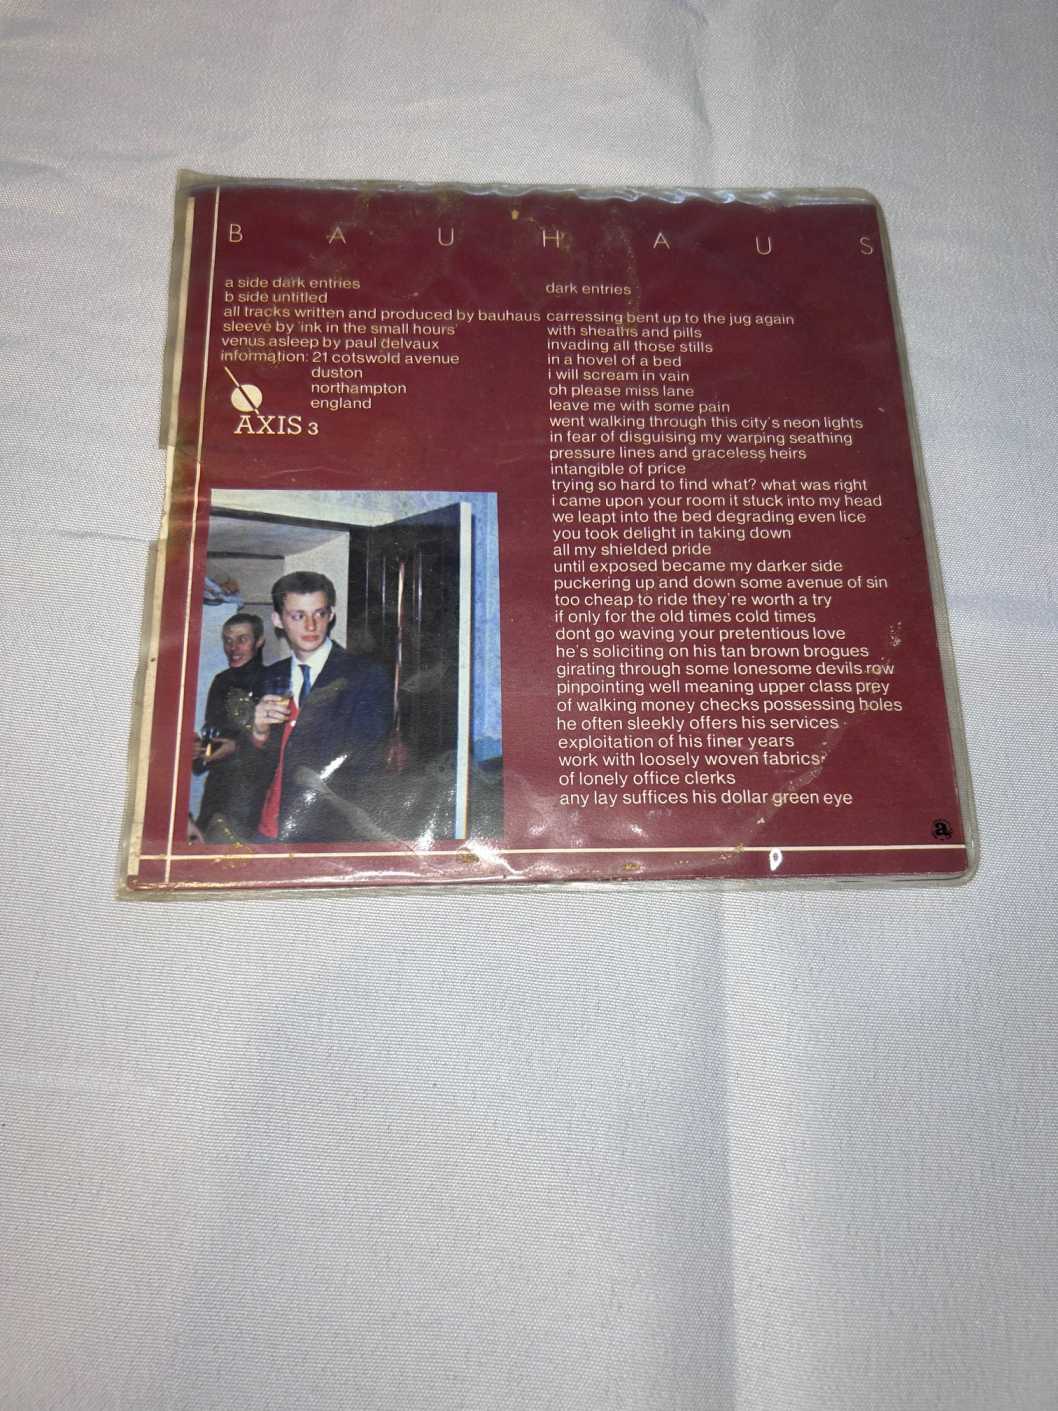 BAUHAUS
a side dark entries
b side untitled
all tracks written and produced by bauhaus
sleeve by 'ink in the small hours'
venus asleep by paul delvaux
information: 21 cotswold avenue
duston
northampton
england
AXIS 3
dark entries
carressing bent up to the jug again
with sheaths and pills
invading all those stills
in a hovel of a bed
i will scream in vain
oh please miss lane
leave me with some pain
went walking through this city's neon lights
in fear of disguising my warping seathing
pressure lines and graceless heirs
intangible of price
trying so hard to find what? what was right
i came upon your room it stuck into my head
we leapt into the bed degrading even lice
you took delight in taking down
all my shielded pride
until exposed became my darker side
puckering up and down some avenue of sin
too cheap to ride they're worth a try
if only for the old times cold times
dont go waving your pretentious love
he's soliciting on his tan brown brogues
girating through some lonesome devils row
pinpointing well meaning upper class prey
of walking money checks possessing holes
he often sleekly offers his services
exploitation of his finer years
work with loosely woven fabrics
of lonely office clerks
any lay suffices his dollar green eye
a